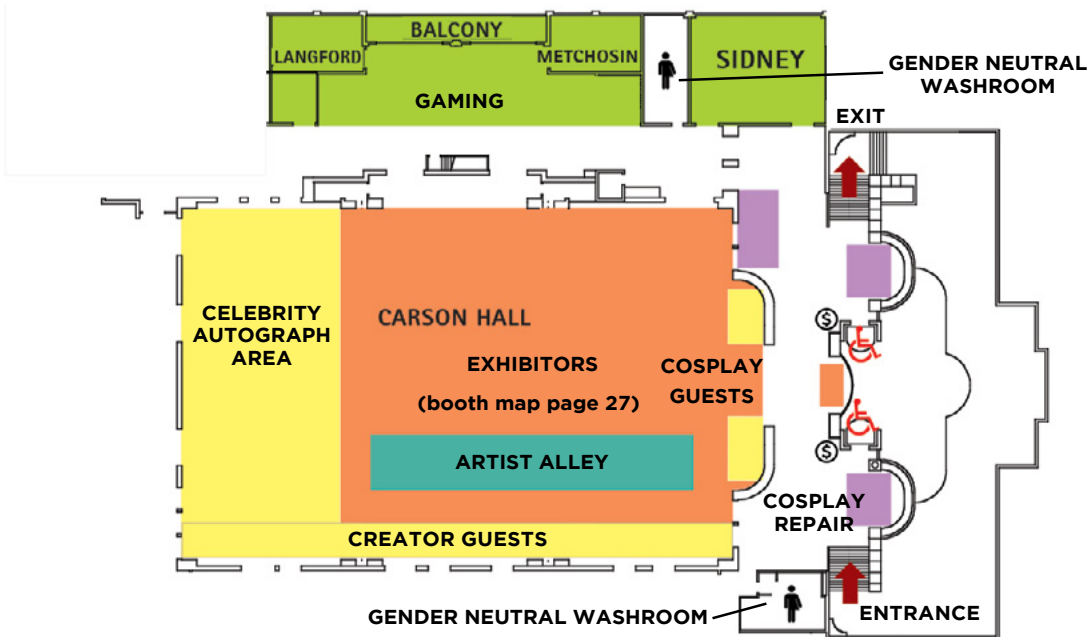 BALCONY
LANGFORD
METCHOSIN
SIDNEY
GAMING
GENDER NEUTRAL
WASHROOM
EXIT
CELEBRITY
AUTOGRAPH
AREA
CARSON HALL
EXHIBITORS
(booth map page 27)
COSPLAY
GUESTS
$
$
ARTIST ALLEY
COSPLAY
REPAIR
CREATOR GUESTS
GENDER NEUTRAL WASHROOM
ENTRANCE